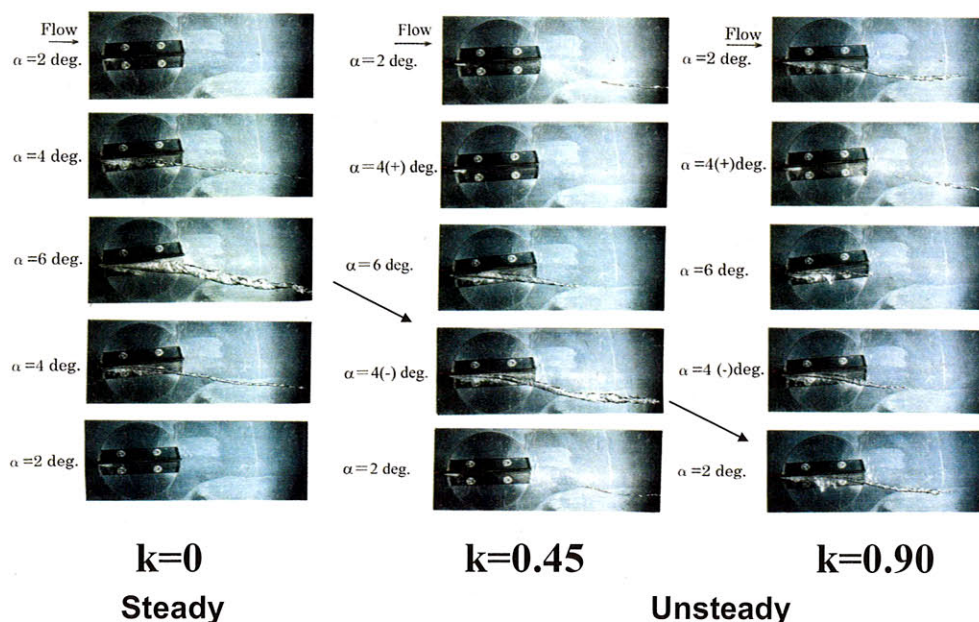 Flow
α=2 deg.
α=4 deg.
α=6 deg.
α=4 deg.
α=2 deg.
k=0
Steady
Flow
α=2 deg.
α=4(+) deg.
α=6 deg.
α=4(-) deg.
α=2 deg.
k=0.45
Flow
α=2 deg.
α=4(+)deg.
α=6 deg.
α=4 (-)deg.
α=2 deg.
k=0.90
Unsteady